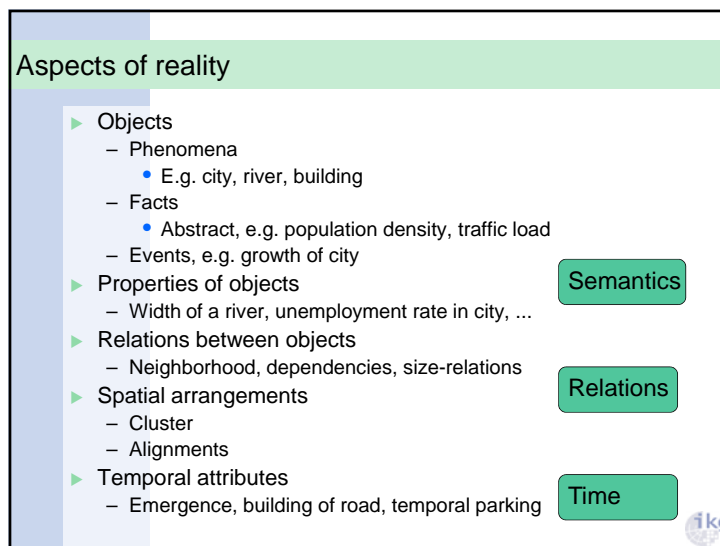 Aspects of reality
Objects
– Phenomena
• E.g. city, river, building
– Facts
• Abstract, e.g. population density, traffic load
– Events, e.g. growth of city
Properties of objects
Semantics
– Width of a river, unemployment rate in city, ...
Relations between objects
– Neighborhood, dependencies, size-relations
Relations
Spatial arrangements
– Cluster
– Alignments
Temporal attributes
– Emergence, building of road, temporal parking
Time